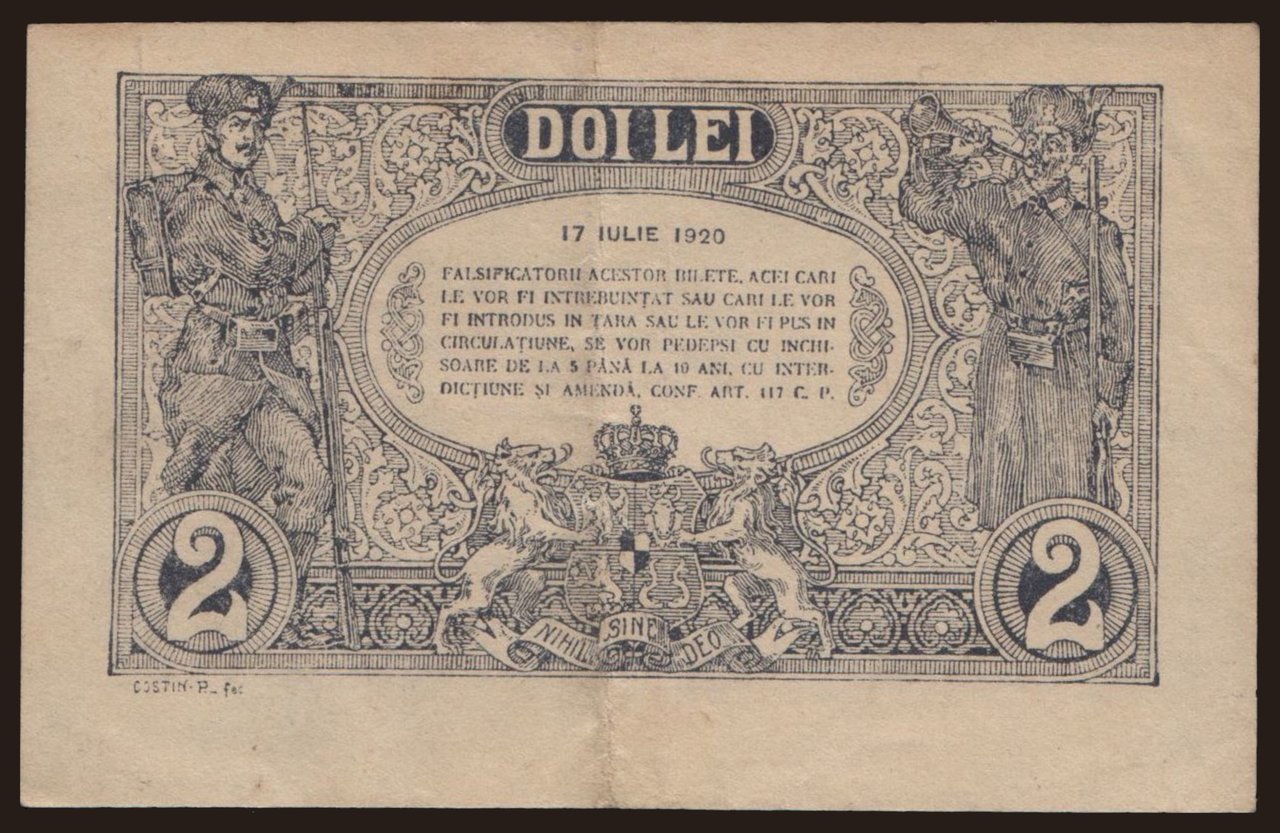 DOI LEI
17 IULIE 1920
FALSIFICATORII ACESTOR BILETE, ACEI CARI
LE VOR FI INTREBUINȚAT SAU CARI LE VOR
FI INTRODUS IN ȚARA SAU LE VOR FI PUS IN
CIRCULAȚIUNE, SE VOR PEDEPSI CU INCHI-
SOARE DE LA 5 PÂNĂ LA 10 ANI, CU INTER-
DICȚIUNE ȘI AMENDĂ, CONF. ART. 117 C. P.
2 2
NIHIL SINE DEO
COSTIN·P_ fec